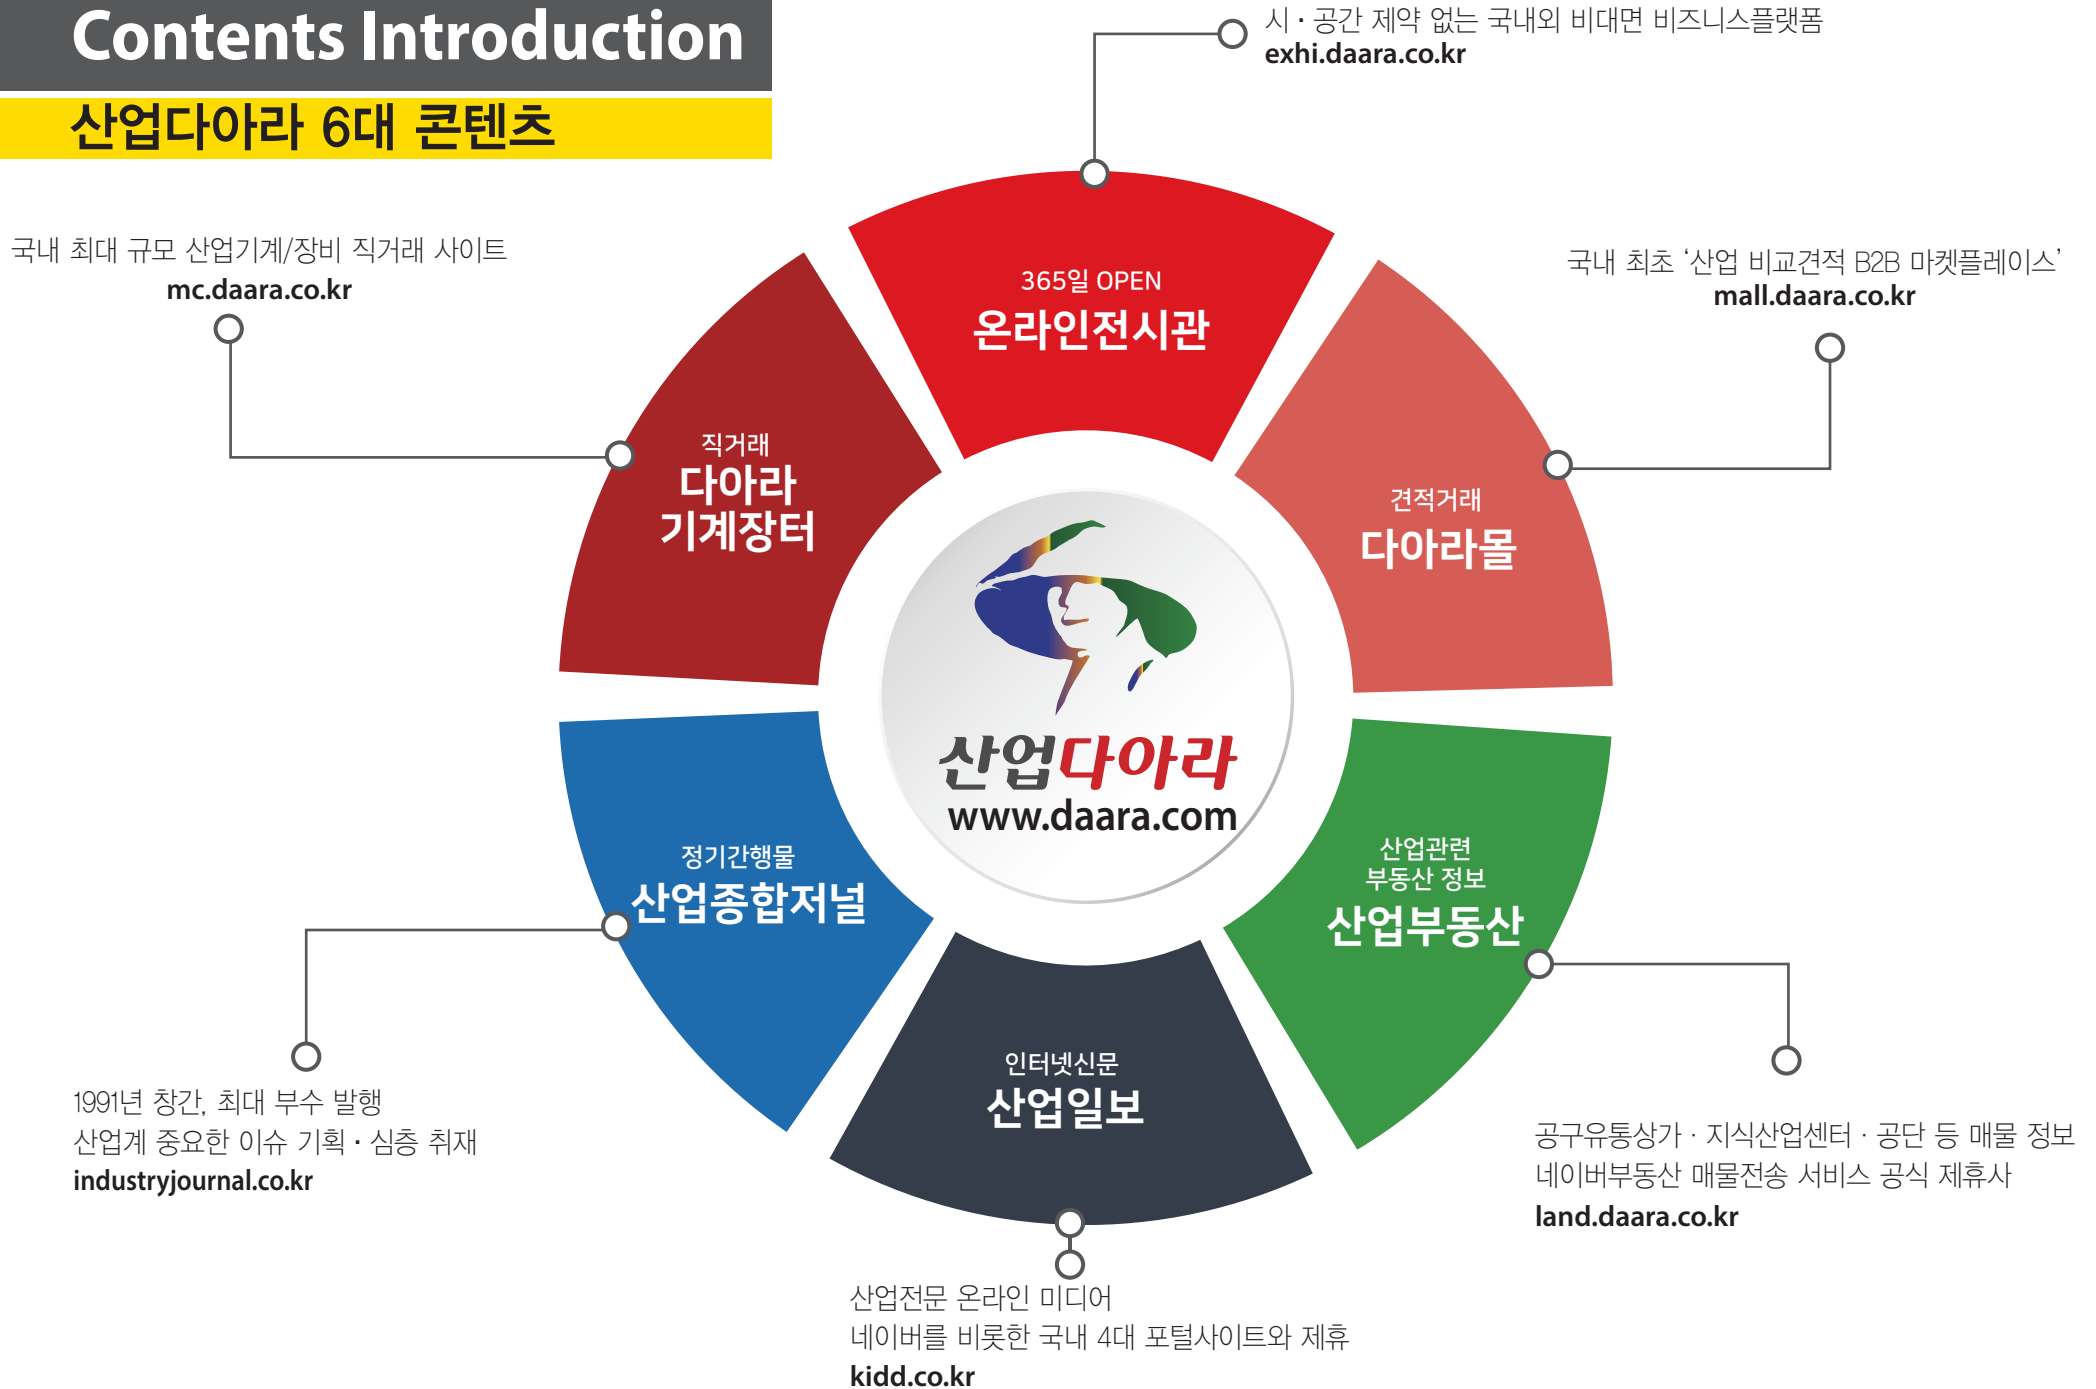 Contents Introduction
산업다아라 6대 콘텐츠
시・공간 제약 없는 국내외 비대면 비즈니스플랫폼
exhi.daara.co.kr
국내 최대 규모 산업기계/장비 직거래 사이트
mc.daara.co.kr
국내 최초 ‘산업 비교견적 B2B 마켓플레이스’
mall.daara.co.kr
365일 OPEN
온라인전시관
직거래
다아라
기계장터
견적거래
다아라몰
산업다아라
www.daara.com
정기간행물
산업종합저널
산업관련
부동산 정보
산업부동산
인터넷신문
산업일보
1991년 창간, 최대 부수 발행
산업계 중요한 이슈 기획・심층 취재
industryjournal.co.kr
공구유통상가 · 지식산업센터 · 공단 등 매물 정보
네이버부동산 매물전송 서비스 공식 제휴사
land.daara.co.kr
산업전문 온라인 미디어
네이버를 비롯한 국내 4대 포털사이트와 제휴
kidd.co.kr